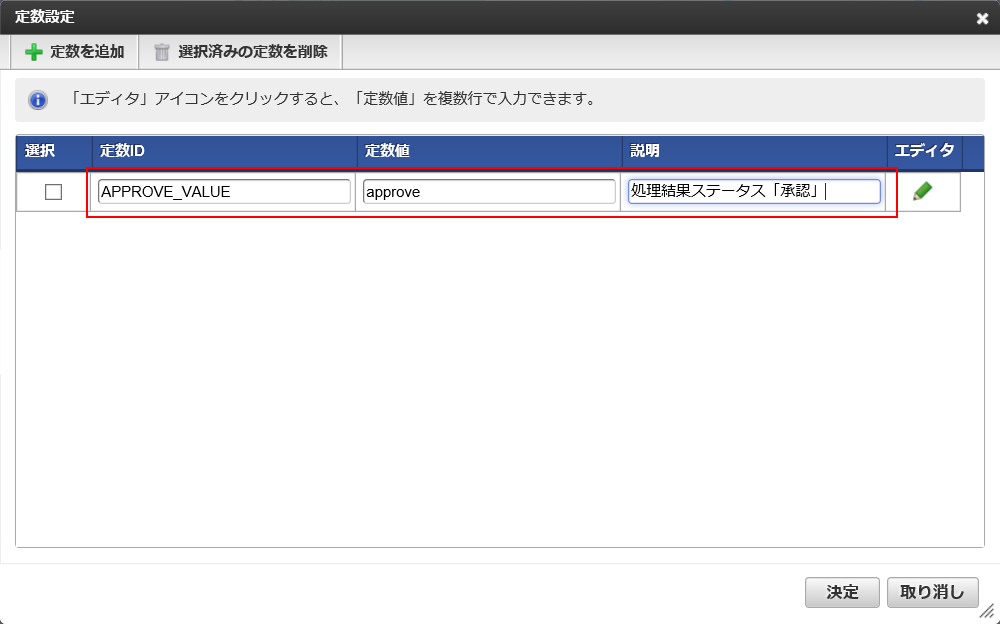 定数設定
定数を追加 選択済みの定数を削除
「エディタ」アイコンをクリックすると、「定数値」を複数行で入力できます。
選択 定数ID 定数値 説明 エディタ
APPROVE_VALUE approve 処理結果ステータス「承認」
決定 取り消し